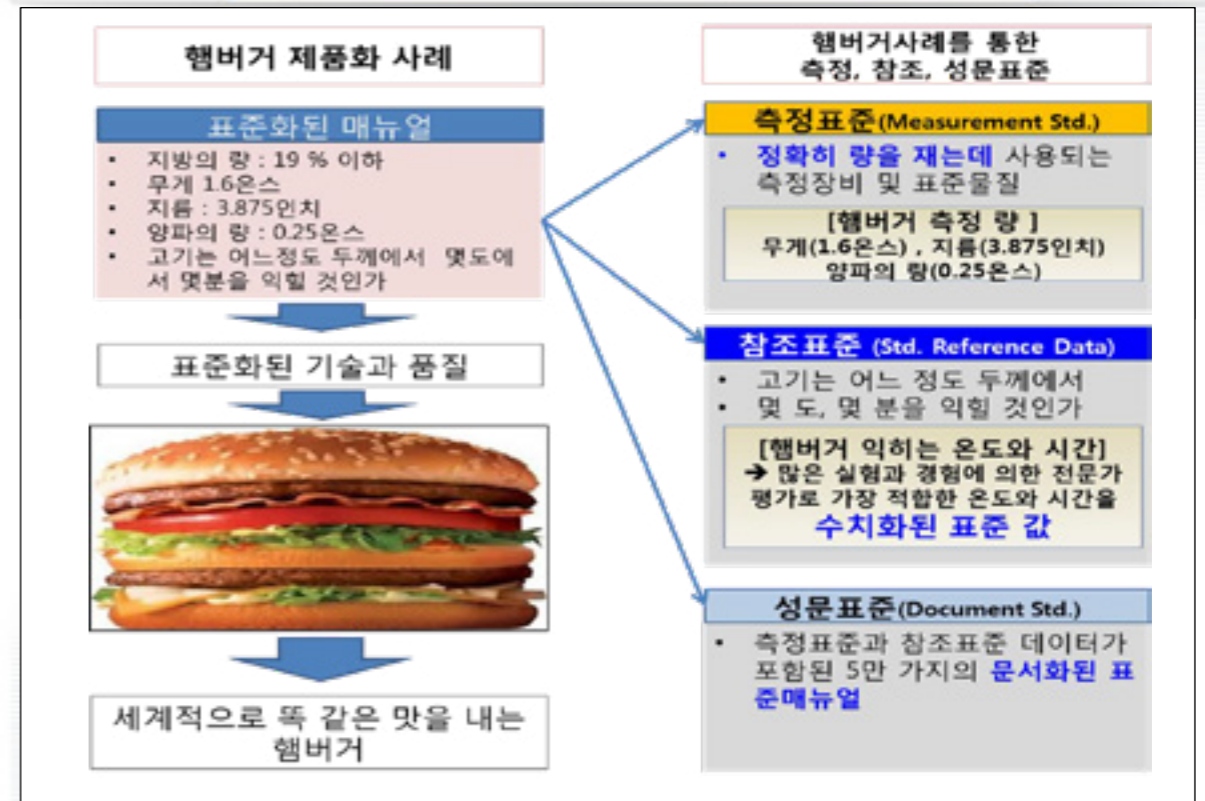 햄버거 제품화 사례
표준화된 매뉴얼
• 지방의 량 : 19 % 이하
• 무게 1.6온스
• 지름 : 3.875인치
• 양파의 량 : 0.25온스
• 고기는 어느정도 두께에서 몇도에
서 몇분을 익힐 것인가
표준화된 기술과 품질
세계적으로 똑 같은 맛을 내는
햄버거
햄버거사례를 통한
측정, 참조, 성문표준
측정표준(Measurement Std.)
• 정확히 량을 재는데 사용되는
측정장비 및 표준물질
[햄버거 측정 량 ]
무게(1.6온스) , 지름(3.875인치)
양파의 량(0.25온스)
참조표준 (Std. Reference Data)
• 고기는 어느 정도 두께에서
• 몇 도, 몇 분을 익힐 것인가
[햄버거 익히는 온도와 시간]
➔ 많은 실험과 경험에 의한 전문가
평가로 가장 적합한 온도와 시간을
수치화된 표준 값
성문표준(Document Std.)
• 측정표준과 참조표준 데이터가
포함된 5만 가지의 문서화된 표
준매뉴얼